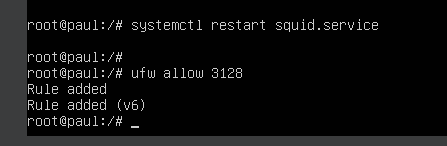 root@paul:/# systemctl restart squid.service
root@paul:/#
root@paul:/# ufw allow 3128
Rule added
Rule added (v6)
root@paul:/# _